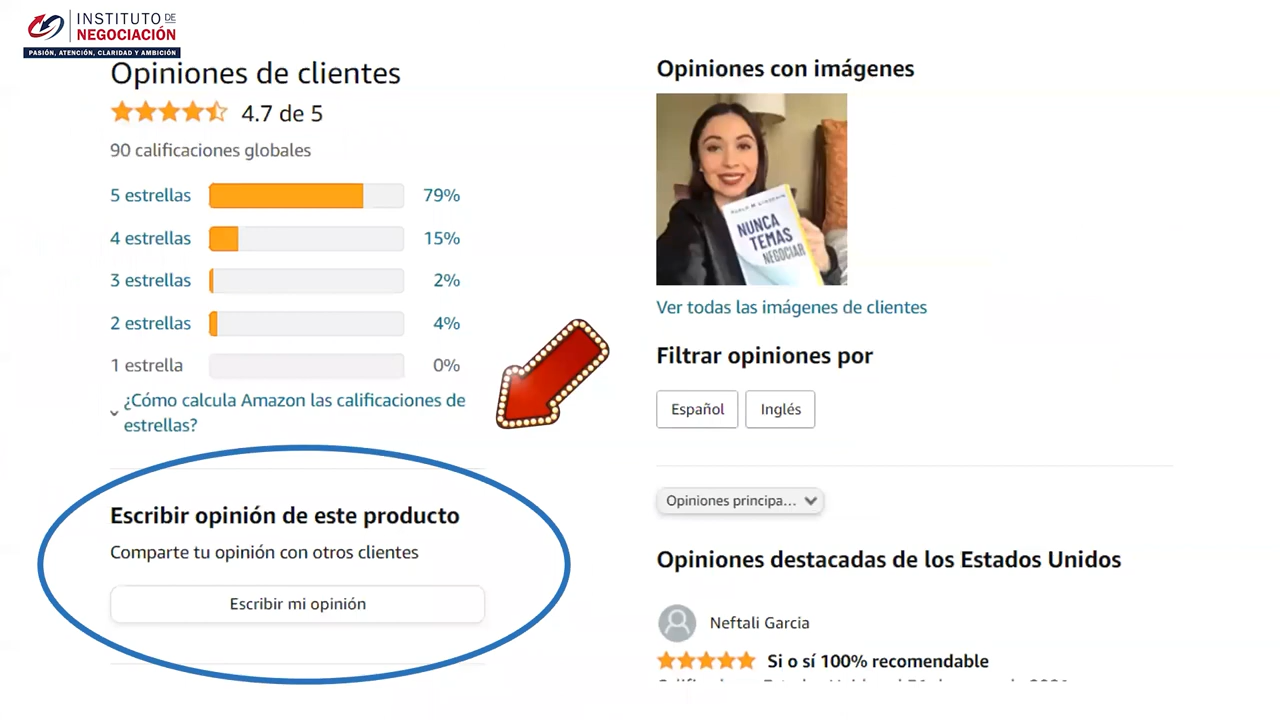 INSTITUTO DE
NEGOCIACIÓN
PASIÓN, ATENCIÓN, CLARIDAD Y AMBICIÓN
Opiniones de clientes
4.7 de 5
90 calificaciones globales
5 estrellas 79%
4 estrellas 15%
3 estrellas 2%
2 estrellas 4%
1 estrella 0%
¿Cómo calcula Amazon las calificaciones de
estrellas?
Escribir opinión de este producto
Comparte tu opinión con otros clientes
Escribir mi opinión
Opiniones con imágenes
NUNCA
TEMAS
NEGOCIAR
Ver todas las imágenes de clientes
Filtrar opiniones por
Español Inglés
Opiniones principa...
Opiniones destacadas de los Estados Unidos
Neftali Garcia
Si o sí 100% recomendable